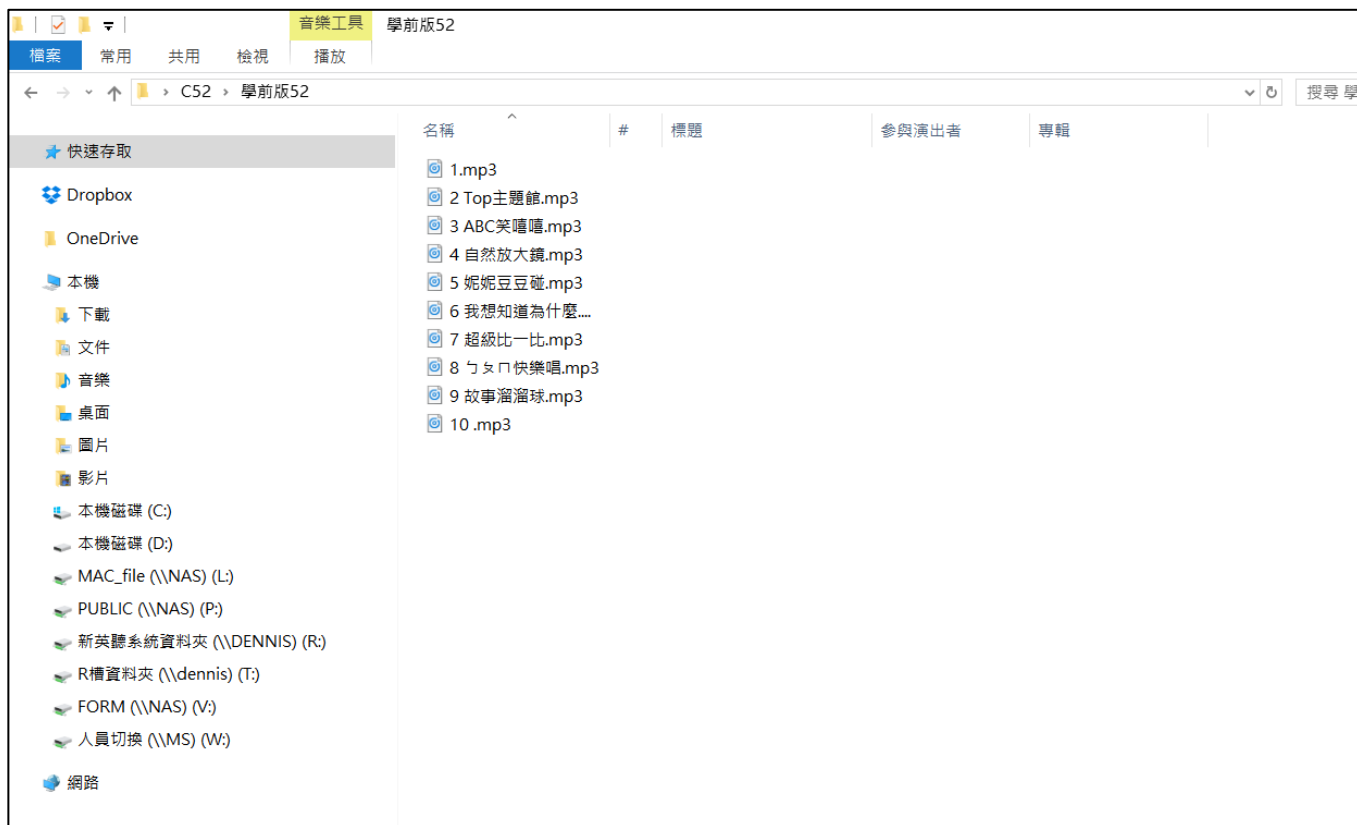 音樂工具 學前版52
檔案 常用 共用 檢視 播放
C52 › 學前版52 搜尋 學
名稱 # 標題 參與演出者 專輯
快速存取
Dropbox
OneDrive
本機
下載
文件
音樂
桌面
圖片
影片
本機磁碟 (C:)
本機磁碟 (D:)
MAC_file (\\NAS) (L:)
PUBLIC (\\NAS) (P:)
新英聽系統資料夾 (\\DENNIS) (R:)
R槽資料夾 (\\dennis) (T:)
FORM (\\NAS) (V:)
人員切換 (\\MS) (W:)
網路
1.mp3
2 Top主題館.mp3
3 ABC笑嘻嘻.mp3
4 自然放大鏡.mp3
5 妮妮豆豆碰.mp3
6 我想知道為什麼....
7 超級比一比.mp3
8 ㄅㄆㄇ快樂唱.mp3
9 故事溜溜球.mp3
10 .mp3